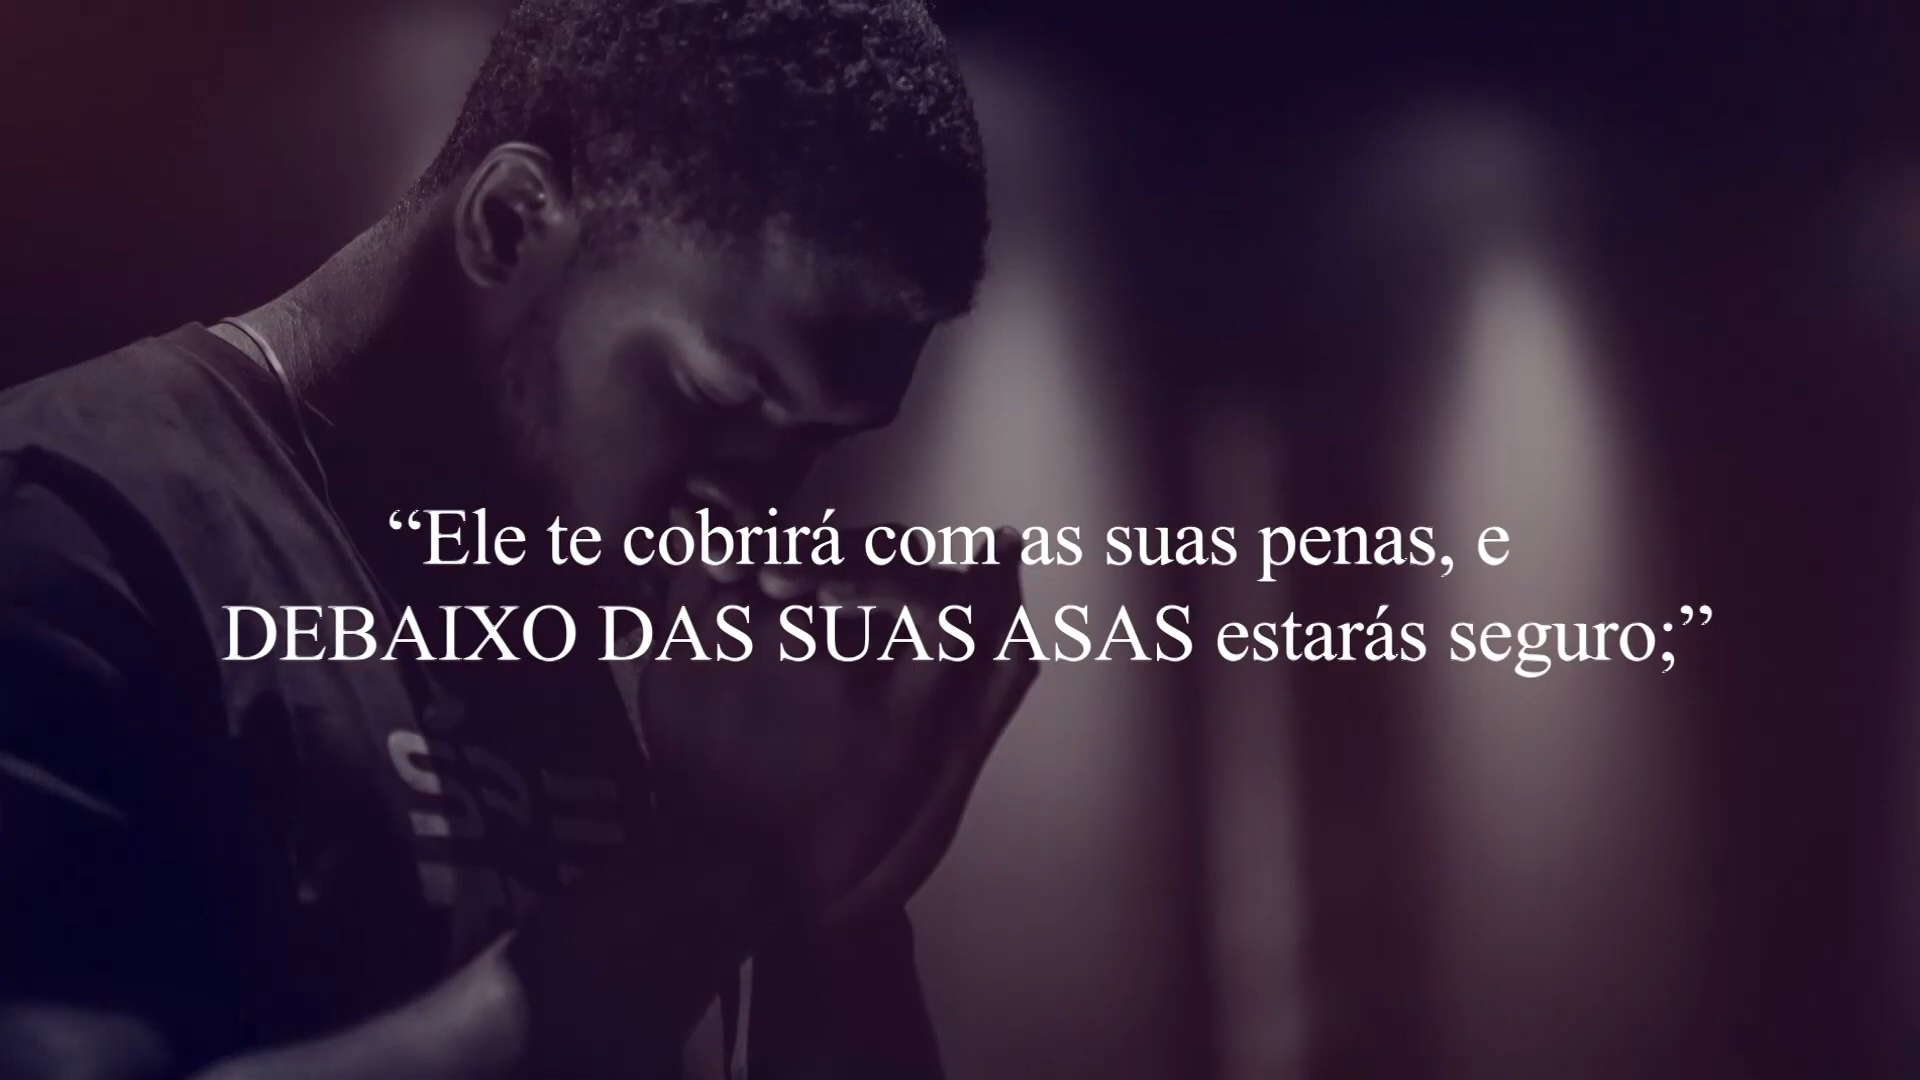 “Ele te cobrirá com as suas penas, e
DEBAIXO DAS SUAS ASAS estarás seguro;”